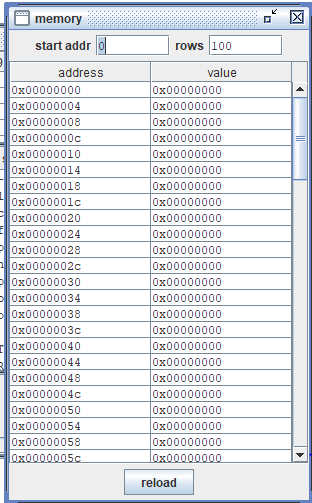 memory
start addr 0 rows 100
address value
0x00000000 0x00000000
0x00000004 0x00000000
0x00000008 0x00000000
0x0000000c 0x00000000
0x00000010 0x00000000
0x00000014 0x00000000
0x00000018 0x00000000
0x0000001c 0x00000000
0x00000020 0x00000000
0x00000024 0x00000000
0x00000028 0x00000000
0x0000002c 0x00000000
0x00000030 0x00000000
0x00000034 0x00000000
0x00000038 0x00000000
0x0000003c 0x00000000
0x00000040 0x00000000
0x00000044 0x00000000
0x00000048 0x00000000
0x0000004c 0x00000000
0x00000050 0x00000000
0x00000054 0x00000000
0x00000058 0x00000000
0x0000005c 0x00000000
reload